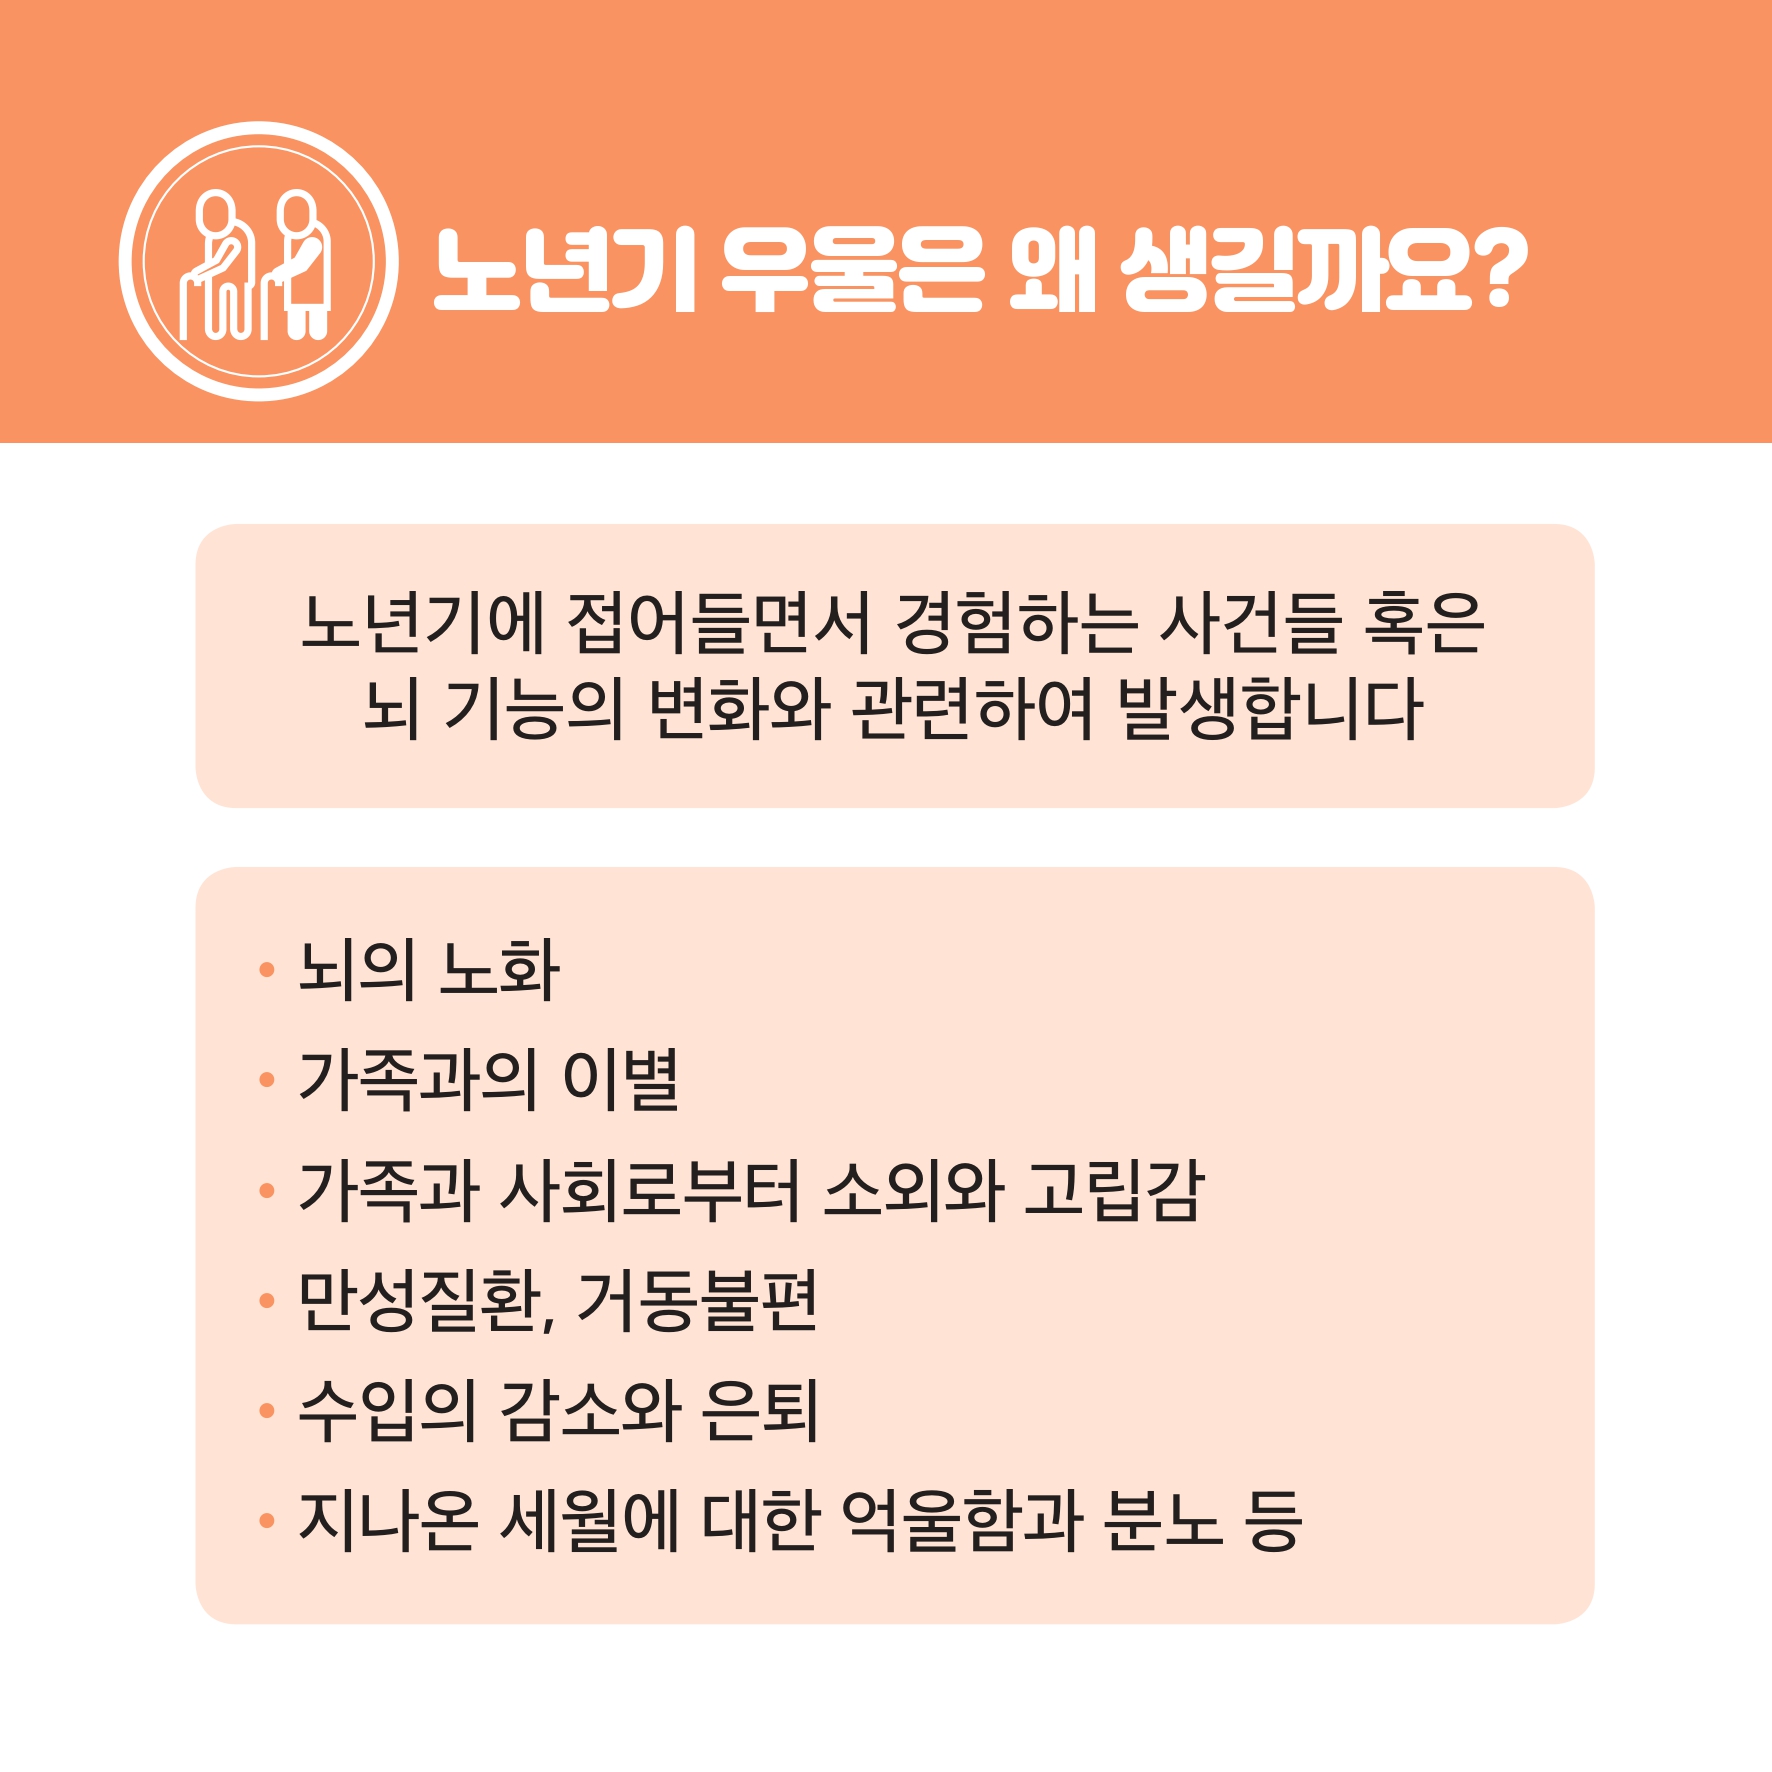 노년기 우울은 왜 생길까요?
노년기에 접어들면서 경험하는 사건들 혹은
뇌 기능의 변화와 관련하여 발생합니다
• 뇌의 노화
• 가족과의 이별
• 가족과 사회로부터 소외와 고립감
• 만성질환, 거동불편
• 수입의 감소와 은퇴
• 지나온 세월에 대한 억울함과 분노 등